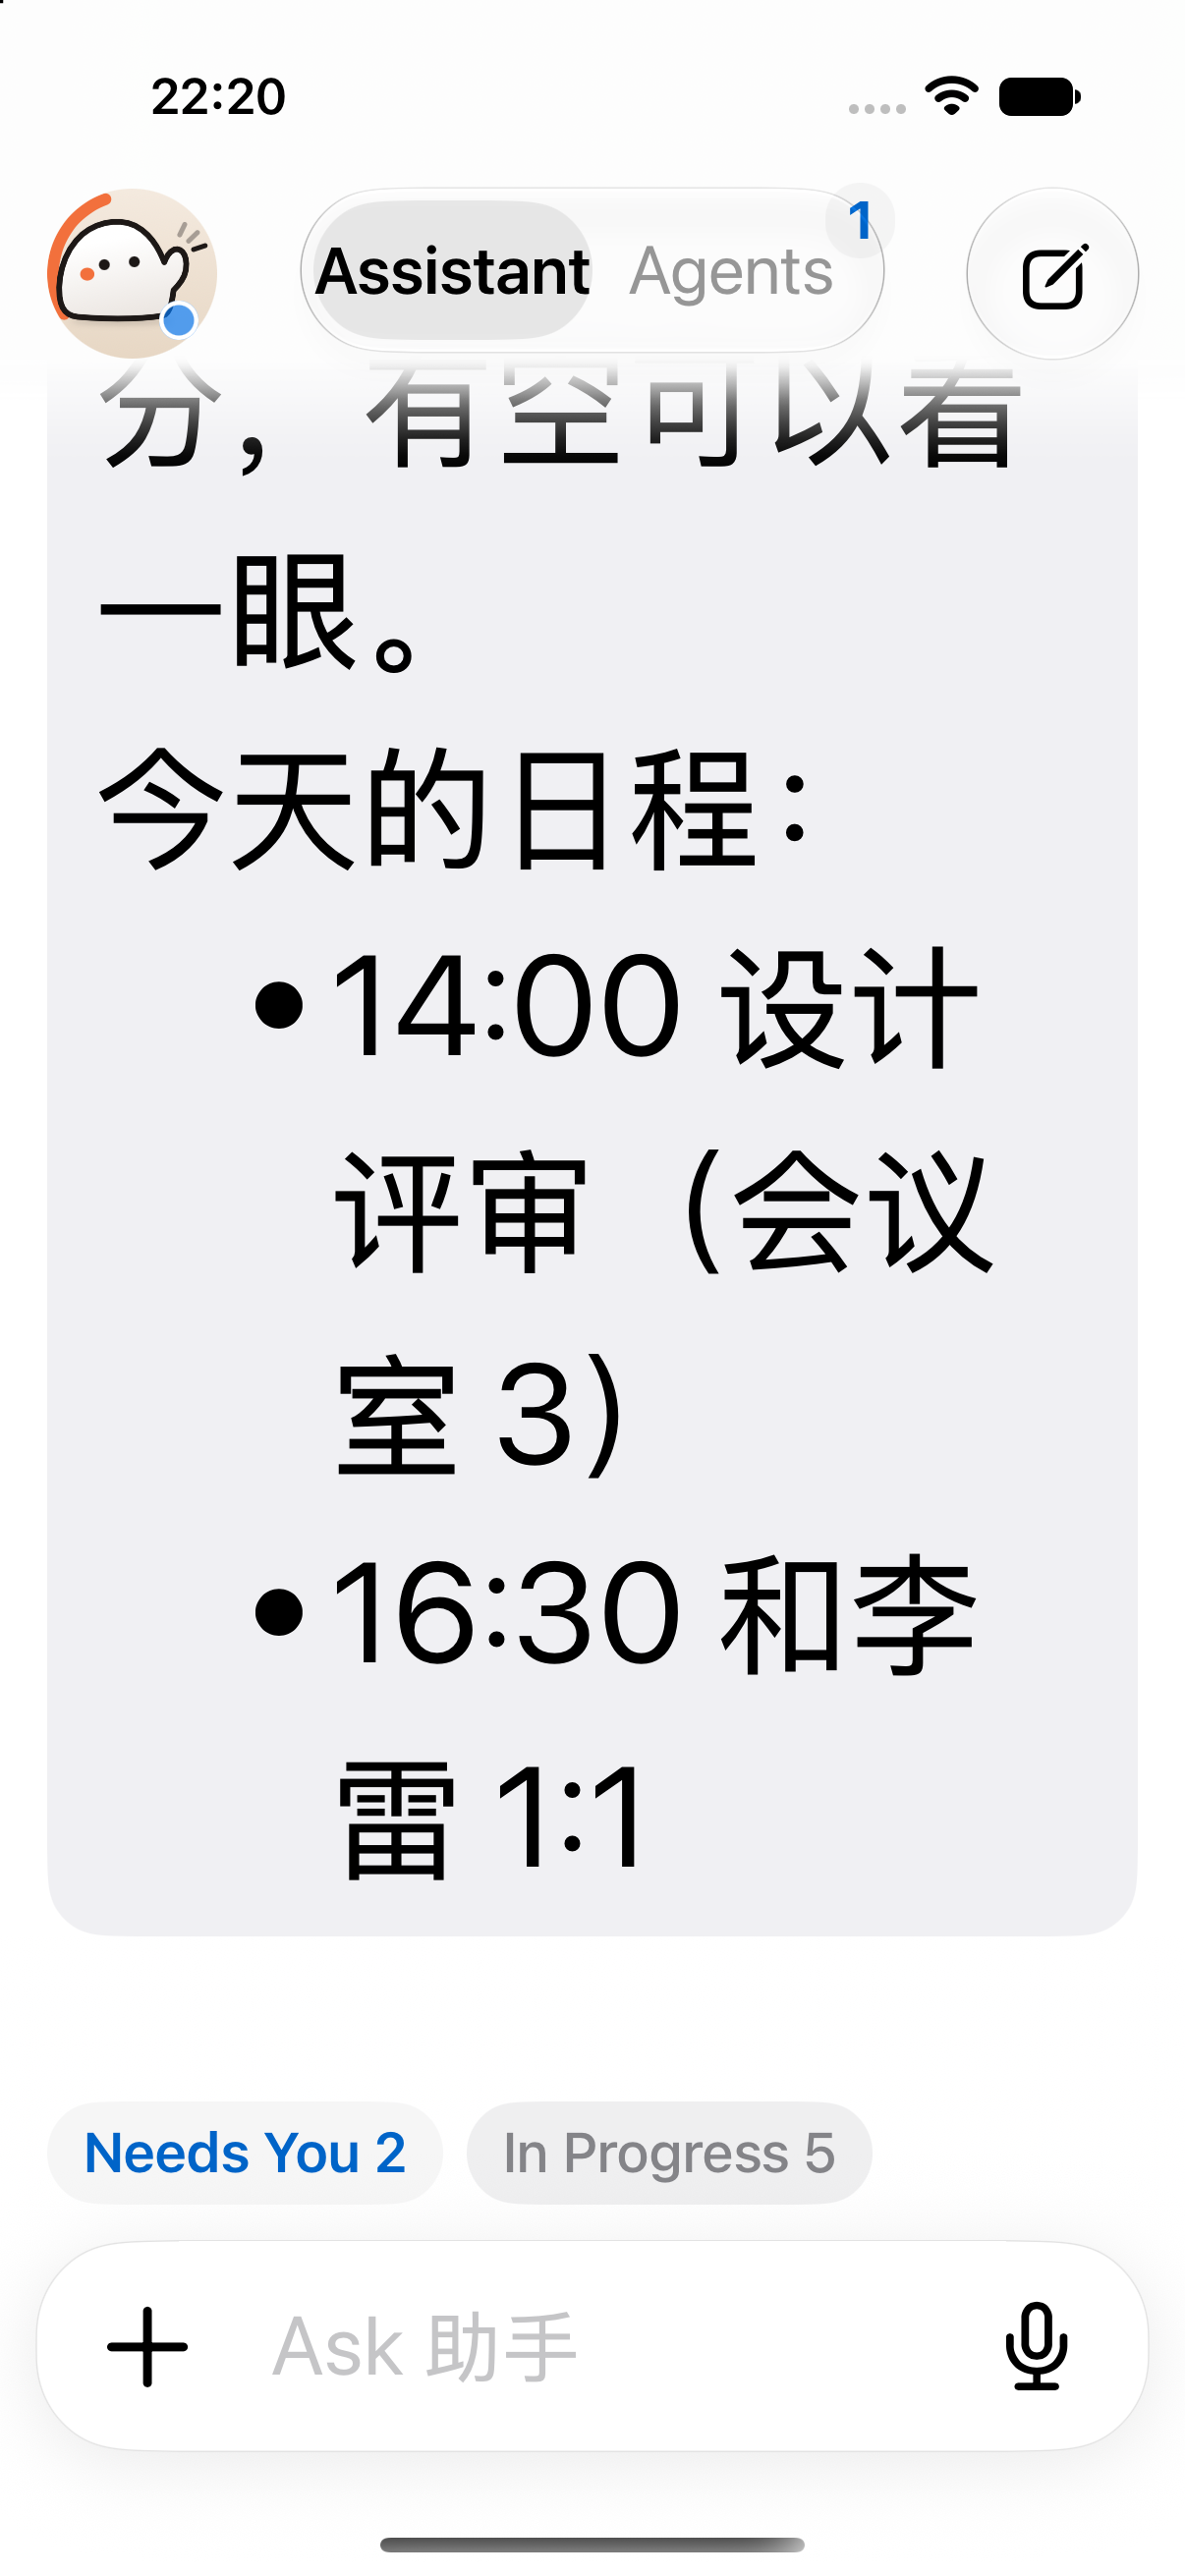 22:20
Assistant
Agents
1
分，有空可以看
一眼。
今天的日程：
• 14:00 设计
评审（会议
室 3）
• 16:30 和李
雷 1:1
Needs You 2
In Progress 5
Ask 助手